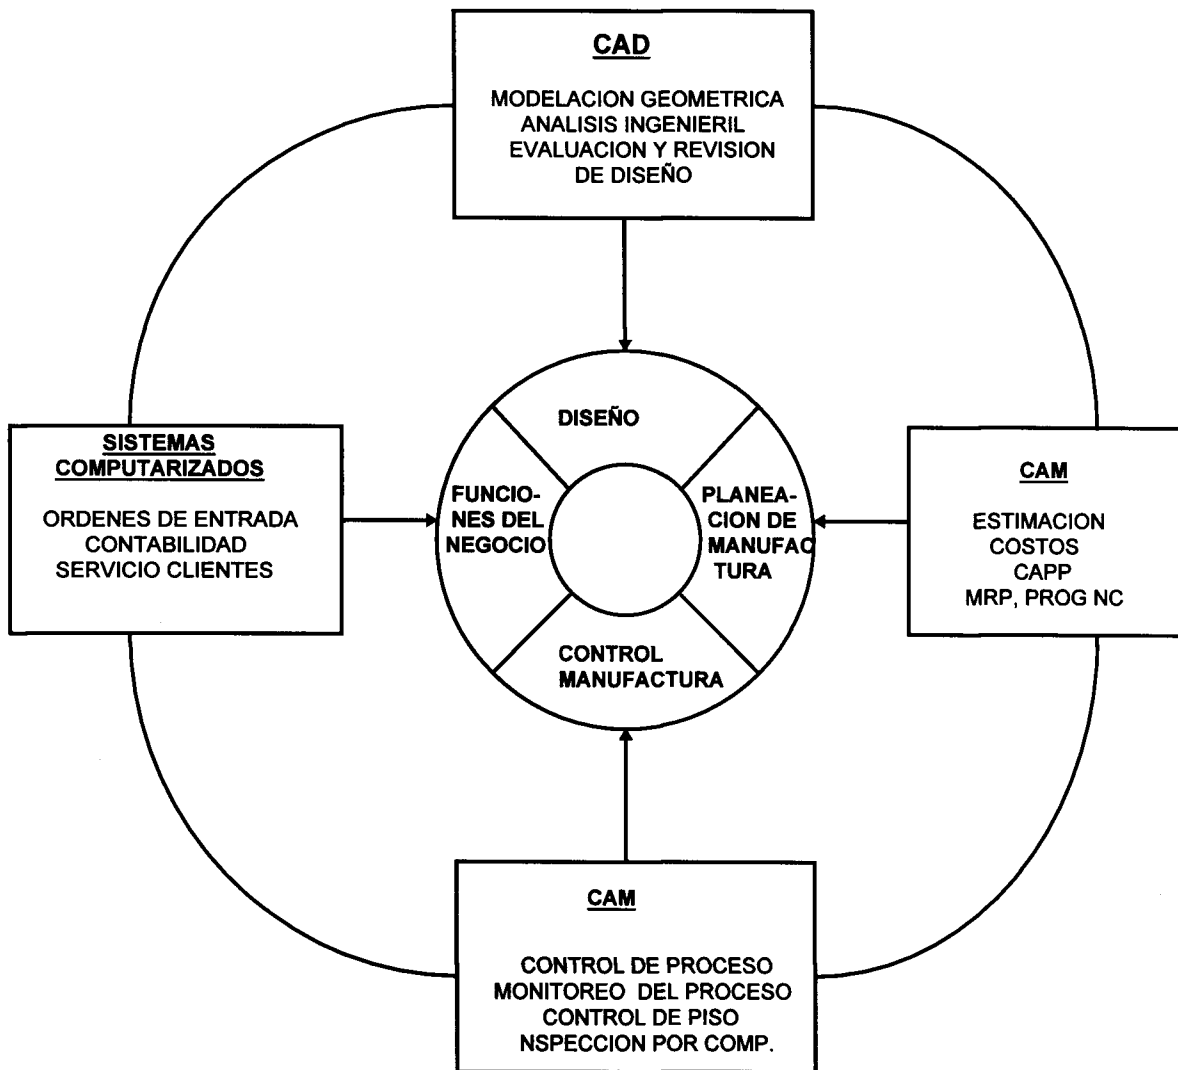 CAD
MODELACION GEOMETRICA
ANALISIS INGENIERIL
EVALUACION Y REVISION
DE DISEÑO
SISTEMAS
COMPUTARIZADOS
ORDENES DE ENTRADA
CONTABILIDAD
SERVICIO CLIENTES
DISEÑO
FUNCIO-
NES DEL
NEGOCIO
PLANEA-
CION DE
MANUFAC
TURA
CONTROL
MANUFACTURA
CAM
ESTIMACION
COSTOS
CAPP
MRP, PROG NC
CAM
CONTROL DE PROCESO
MONITOREO DEL PROCESO
CONTROL DE PISO
NSPECCION POR COMP.